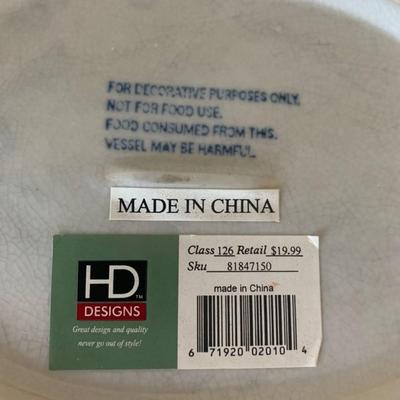 FOR DECORATIVE PURPOSES ONLY.
NOT FOR FOOD USE.
FOOD CONSUMED FROM THIS.
VESSEL MAY BE HARMFUL.
MADE IN CHINA
HD™
DESIGNS
Great design and quality
never go out of style!
Class 126 Retail $19.99
Sku 81847150
made in China
6 71920 02010 4